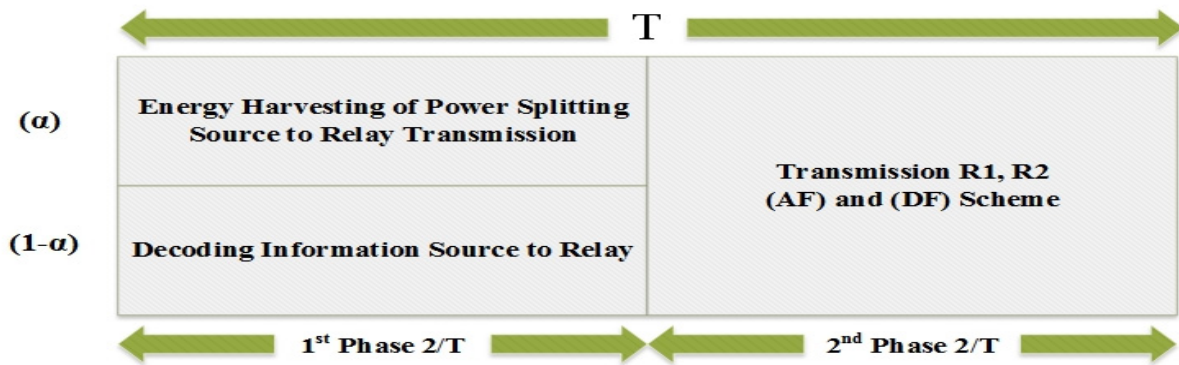 T
(α)
Energy Harvesting of Power Splitting
Source to Relay Transmission
(1-α)
Decoding Information Source to Relay
Transmission R1, R2
(AF) and (DF) Scheme
1st Phase 2/T
2nd Phase 2/T